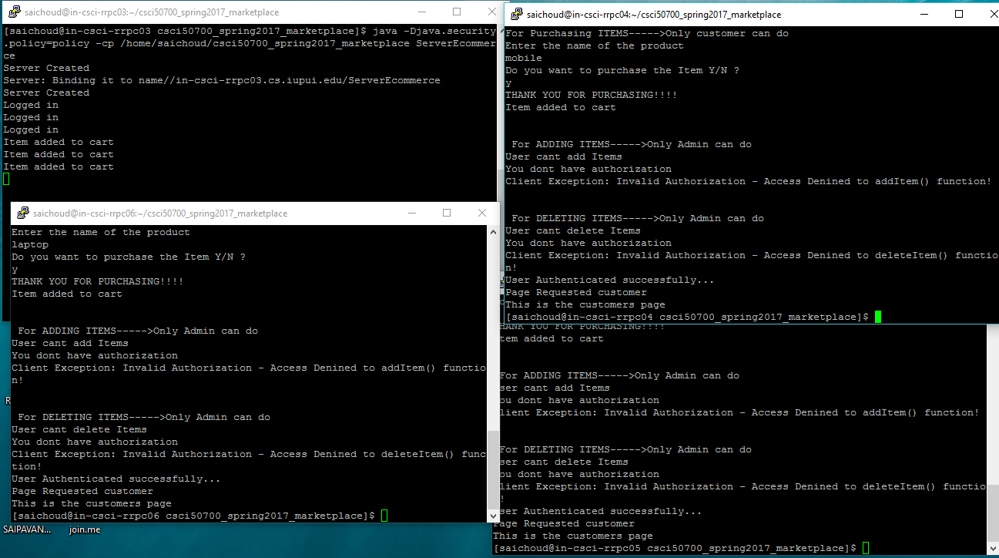 saichoud@in-csci-rrpc03:~/csci50700_spring2017_marketplace
[saichoud@in-csci-rrpc03 csci50700_spring2017_marketplace]$ java -Djava.security
.policy=policy -cp /home/saichoud/csci50700_spring2017_marketplace ServerEcommer
ce
Server Created
Server: Binding it to name//in-csci-rrpc03.cs.iupui.edu/ServerEcommerce
Server Created
Logged in
Logged in
Logged in
Item added to cart
Item added to cart
Item added to cart
saichoud@in-csci-rrpc04:~/csci50700_spring2017_marketplace
For Purchasing ITEMS----->Only customer can do
Enter the name of the product
mobile
Do you want to purchase the Item Y/N ?
y
THANK YOU FOR PURCHASING!!!!
Item added to cart
For ADDING ITEMS----->Only Admin can do
User cant add Items
You dont have authorization
Client Exception: Invalid Authorization - Access Denined to addItem() function!
For DELETING ITEMS----->Only Admin can do
User cant delete Items
You dont have authorization
Client Exception: Invalid Authorization - Access Denined to deleteItem() functio
n!
User Authenticated successfully...
Page Requested customer
This is the customers page
[saichoud@in-csci-rrpc04 csci50700_spring2017_marketplace]$
saichoud@in-csci-rrpc06:~/csci50700_spring2017_marketplace
Enter the name of the product
laptop
Do you want to purchase the Item Y/N ?
y
THANK YOU FOR PURCHASING!!!!
Item added to cart
For ADDING ITEMS----->Only Admin can do
User cant add Items
You dont have authorization
Client Exception: Invalid Authorization - Access Denined to addItem() functio
n!
For DELETING ITEMS----->Only Admin can do
User cant delete Items
You dont have authorization
Client Exception: Invalid Authorization - Access Denined to deleteItem() func
tion!
User Authenticated successfully...
Page Requested customer
This is the customers page
[saichoud@in-csci-rrpc06 csci50700_spring2017_marketplace]$
HANK YOU FOR PURCHASING!!!!
tem added to cart
For ADDING ITEMS----->Only Admin can do
ser cant add Items
ou dont have authorization
lient Exception: Invalid Authorization - Access Denined to addItem() function!
For DELETING ITEMS----->Only Admin can do
ser cant delete Items
ou dont have authorization
lient Exception: Invalid Authorization - Access Denined to deleteItem() functio
!
ser Authenticated successfully...
Page Requested customer
This is the customers page
[saichoud@in-csci-rrpc05 csci50700_spring2017_marketplace]$
R
SAIPAVAN...
join.me